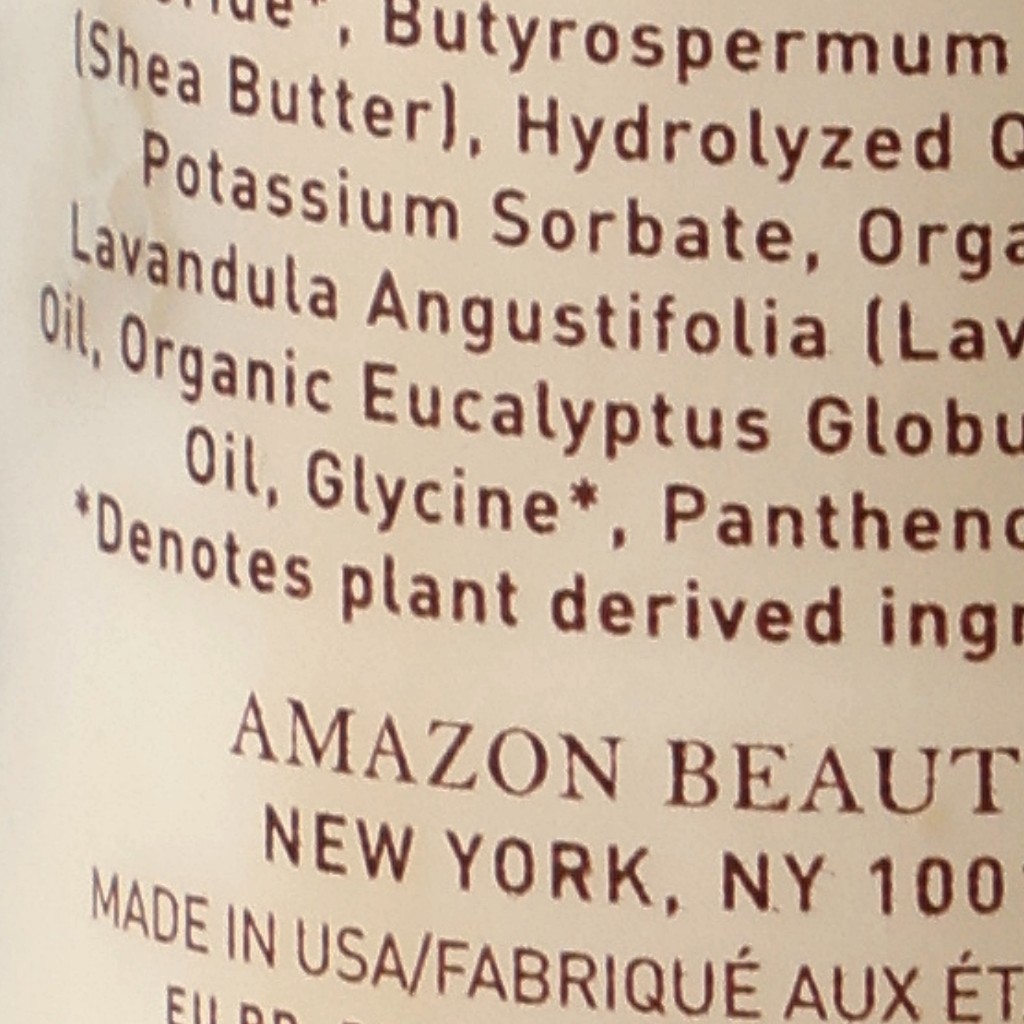 *, Butyrospermum
(Shea Butter), Hydrolyzed
Potassium Sorbate, Orga
Lavandula Angustifolia (Lav
Oil, Organic Eucalyptus Globu
Oil, Glycine*, Panthen
*Denotes plant derived ingr
AMAZON BEAUT
NEW YORK, NY 100
MADE IN USA/FABRIQUÉ AUX ÉT